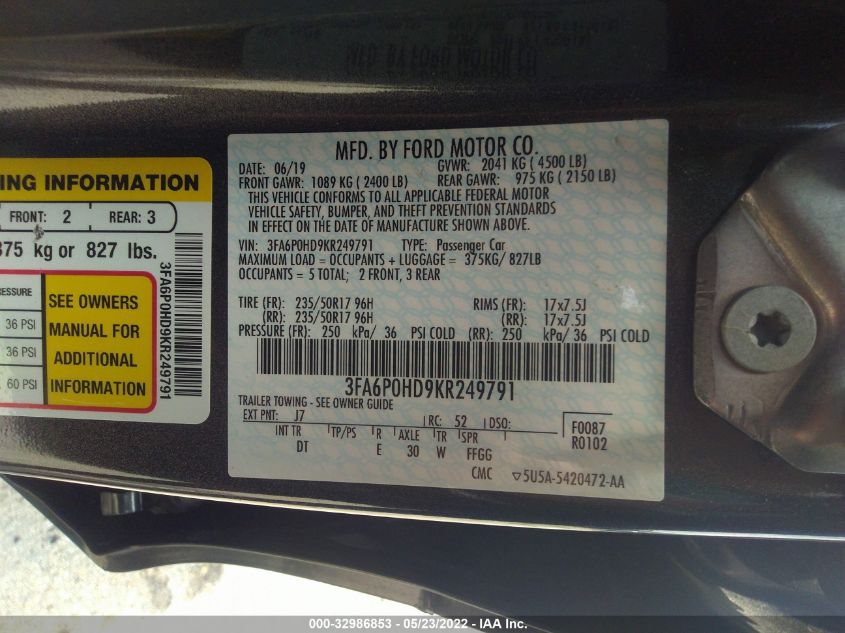 MFD. BY FORD MOTOR CO.
MFD. BY FORD MOTOR CO.
DATE: 06/19 GVWR: 2041 KG ( 4500 LB)
FRONT GAWR: 1089 KG ( 2400 LB) REAR GAWR: 975 KG ( 2150 LB)
THIS VEHICLE CONFORMS TO ALL APPLICABLE FEDERAL MOTOR
VEHICLE SAFETY, BUMPER, AND THEFT PREVENTION STANDARDS
IN EFFECT ON THE DATE OF MANUFACTURE SHOWN ABOVE.
VIN: 3FA6P0HD9KR249791 TYPE: Passenger Car
MAXIMUM LOAD = OCCUPANTS + LUGGAGE = 375KG/ 827LB
OCCUPANTS = 5 TOTAL; 2 FRONT, 3 REAR
TIRE (FR): 235/50R17 96H RIMS (FR): 17x7.5J
(RR): 235/50R17 96H (RR): 17x7.5J
PRESSURE (FR): 250 kPa/ 36 PSI COLD (RR): 250 kPa/ 36 PSI COLD
3FA6P0HD9KR249791
TRAILER TOWING - SEE OWNER GUIDE
EXT PNT: J7 RC: 52 DSO:
F0087
R0102
INT TR TP/PS R AXLE TR SPR
DT E 30 W FFGG
CMC ▽5U5A-5420472-AA
ING INFORMATION
FRONT: 2 REAR: 3
375 kg or 827 lbs.
RESSURE
36 PSI
36 PSI
60 PSI
SEE OWNERS
MANUAL FOR
ADDITIONAL
INFORMATION
3FA6P0HD9KR249791
000-32986853 - 05/23/2022 - IAA Inc.